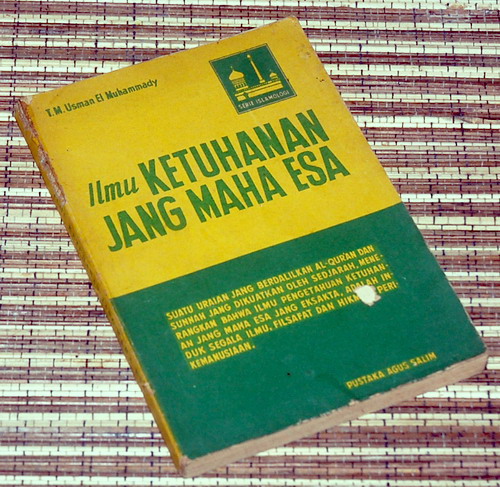 T.M. Usman El Muhammady
SERIE ISLAMOLOGI
Ilmu KETUHANAN
JANG MAHA ESA
SUATU URAIAN JANG BERDALILKAN AL-QUR'AN DAN
SUNNAH JANG DIKUATKAN OLEH SEDJARAH, MENE-
RANGKAN BAHWA ILMU PENGETAHUAN KETUHAN-
AN JANG MAHA ESA JANG EKSAKTA, IN-
DUK SEGALA ILMU, FILSAFAT DAN PERI
KEMANUSIAAN.
PUSTAKA AGUS SALIM